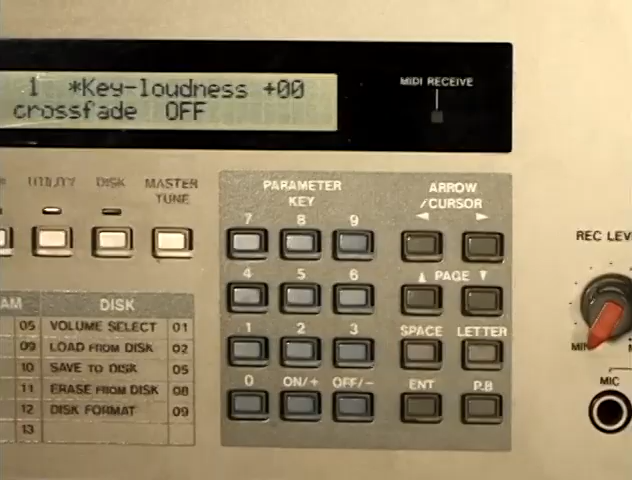 1 *Key-loudness +00
crossfade OFF
MIDI RECEIVE
UTILITY DISK MASTER TUNE
PARAMETER KEY
ARROW /CURSOR
◄ ►
7 8 9
4 5 6
▲ PAGE ▼
1 2 3
SPACE LETTER
0 ON/+ OFF/-
ENT P.B
REC LEV
MIN
MIC
AM DISK
05 VOLUME SELECT 01
09 LOAD FROM DISK 02
10 SAVE TO DISK 05
11 ERASE FROM DISK 08
12 DISK FORMAT 09
13